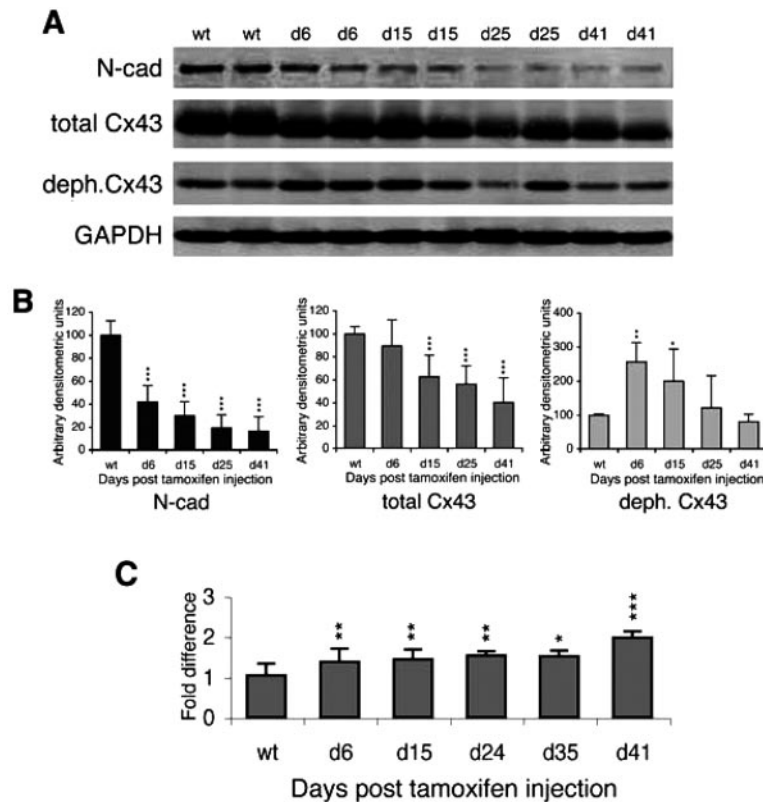 A
wt wt d6 d6 d15 d15 d25 d25 d41 d41
N-cad
total Cx43
deph.Cx43
GAPDH
B
Arbitrary densitometric units
120
100
80
60
40
20
0
***
***
***
***
wt d6 d15 d25 d41
Days post tamoxifen injection
N-cad
Arbitrary densitometric units
120
100
80
60
40
20
0
***
***
***
wt d6 d15 d25 d41
Days post tamoxifen injection
total Cx43
Arbitrary densitometric units
400
300
200
100
0
**
*
wt d6 d15 d25 d41
Days post tamoxifen injection
deph. Cx43
C
Fold difference
3
2
1
0
** ** ** * ***
wt d6 d15 d24 d35 d41
Days post tamoxifen injection